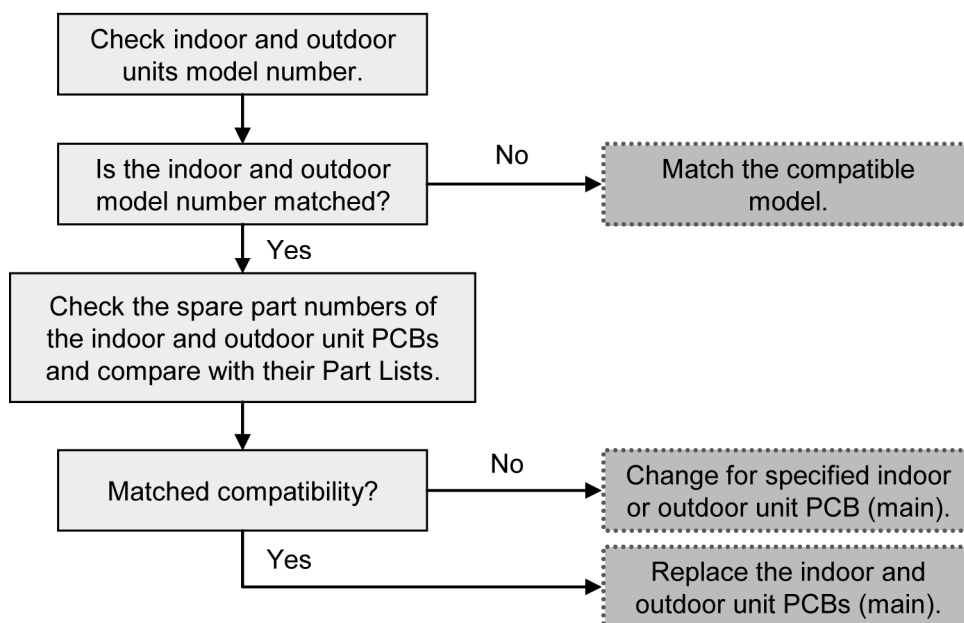 Check indoor and outdoor
units model number.
Is the indoor and outdoor
model number matched?
No
Match the compatible
model.
Yes
Check the spare part numbers of
the indoor and outdoor unit PCBs
and compare with their Part Lists.
Matched compatibility?
No
Change for specified indoor
or outdoor unit PCB (main).
Yes
Replace the indoor and
outdoor unit PCBs (main).